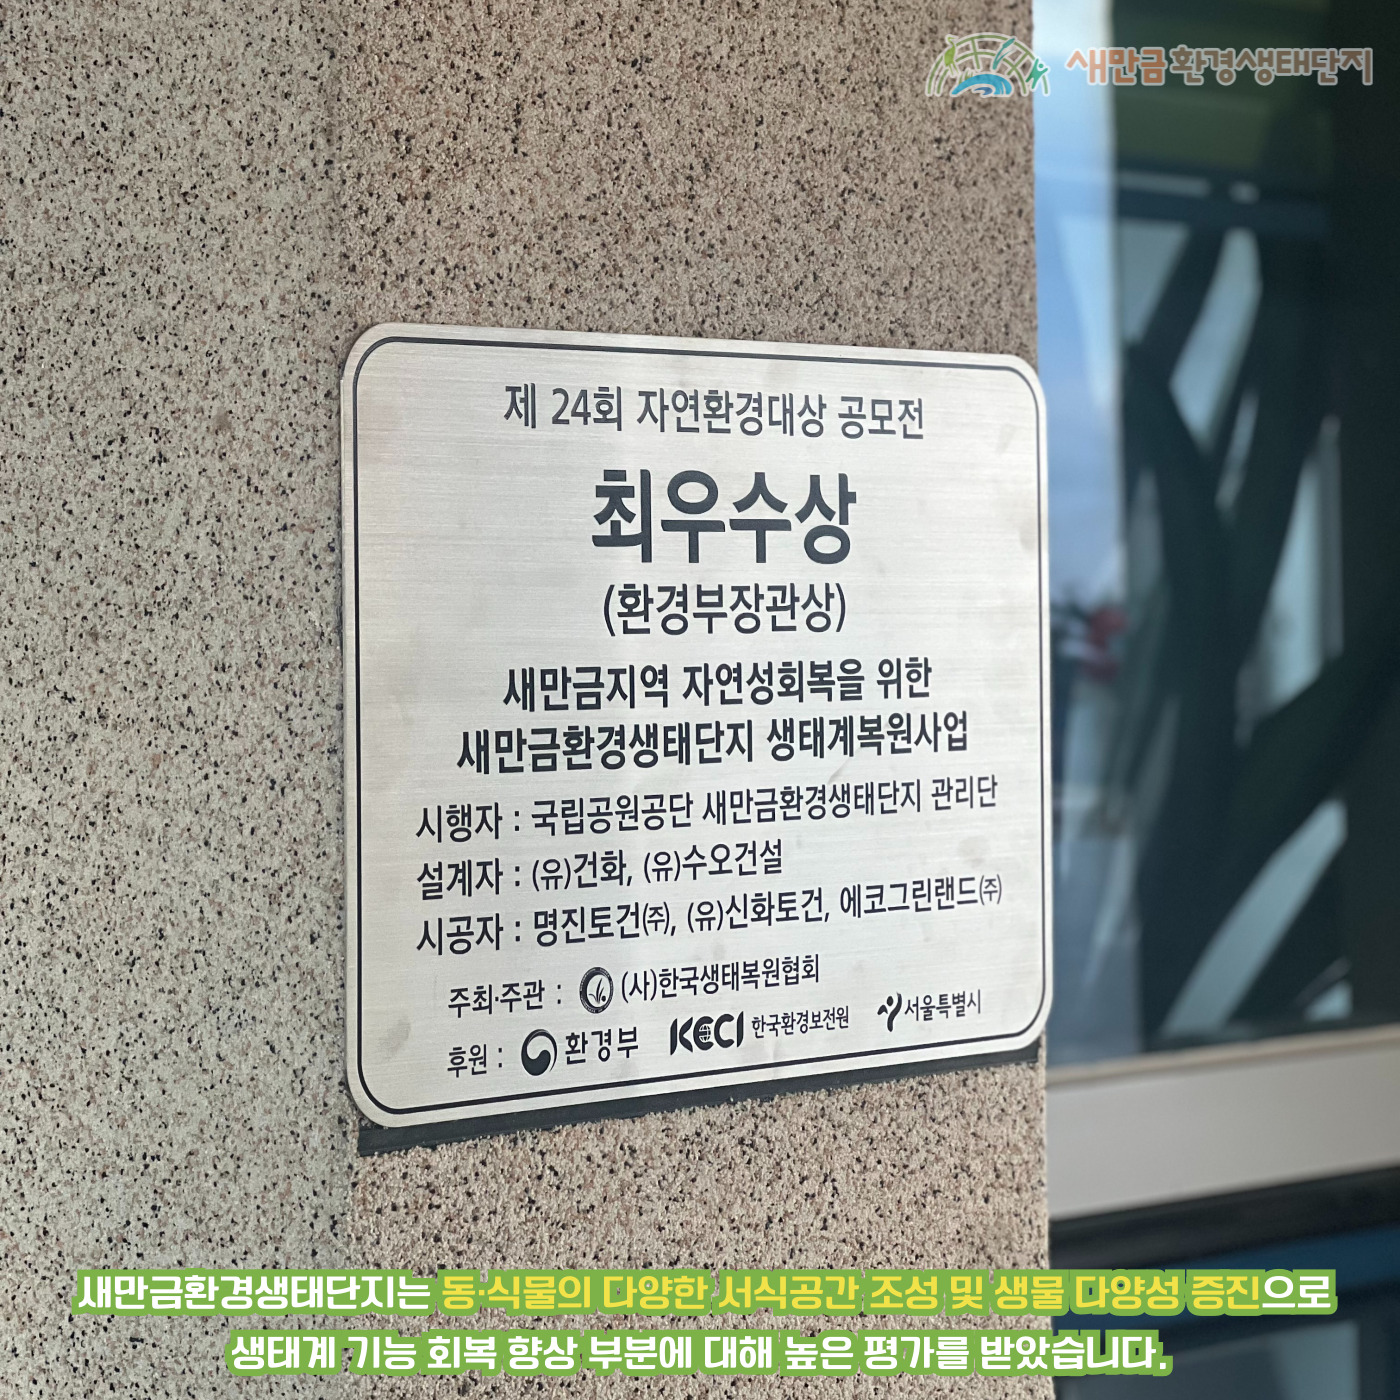 새만금환경생태단지
제 24회 자연환경대상 공모전
최우수상
(환경부장관상)
새만금지역 자연성회복을 위한
새만금환경생태단지 생태계복원사업
시행자 : 국립공원공단 새만금환경생태단지 관리단
설계자 : (유)건화, (유)수오건설
시공자 : 명진토건㈜, (유)신화토건, 에코그린랜드㈜
주최·주관 : (사)한국생태복원협회
후원 : 환경부 KECI 한국환경보전원 서울특별시
새만금환경생태단지는 동·식물의 다양한 서식공간 조성 및 생물 다양성 증진으로
생태계 기능 회복 향상 부분에 대해 높은 평가를 받았습니다.